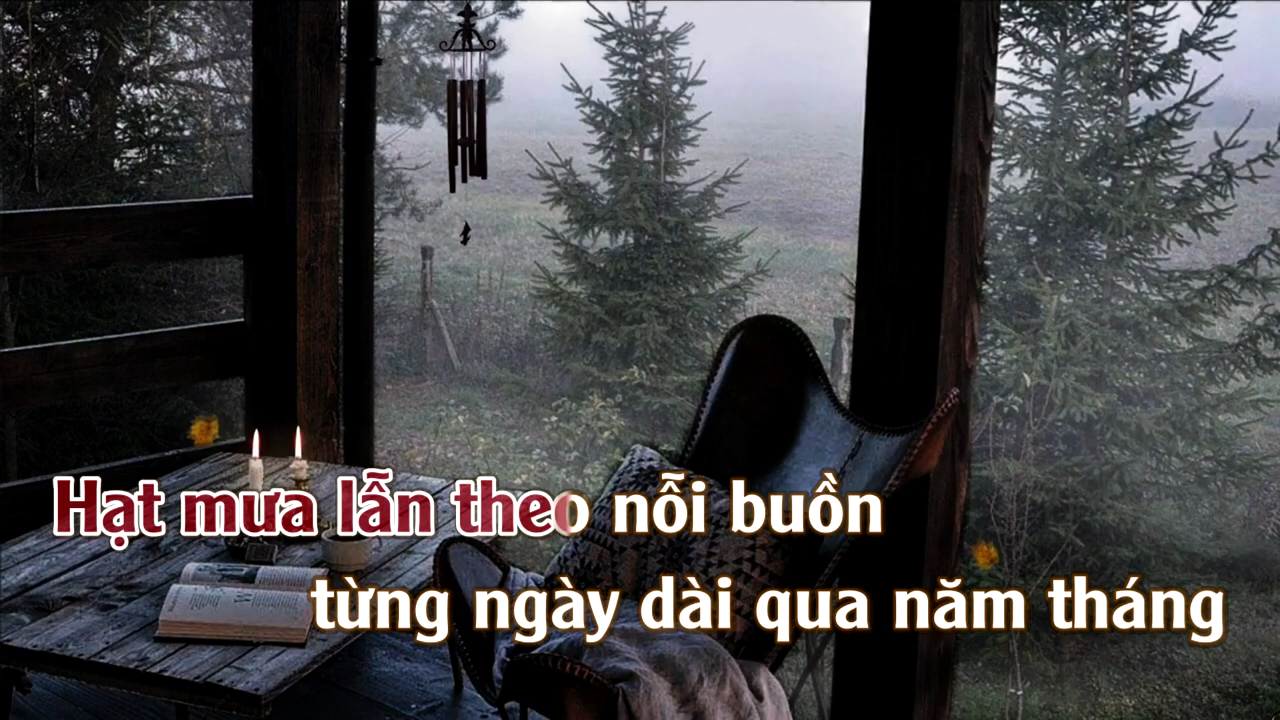 Hạt mưa lẫn theo nỗi buồn
từng ngày dài qua năm tháng